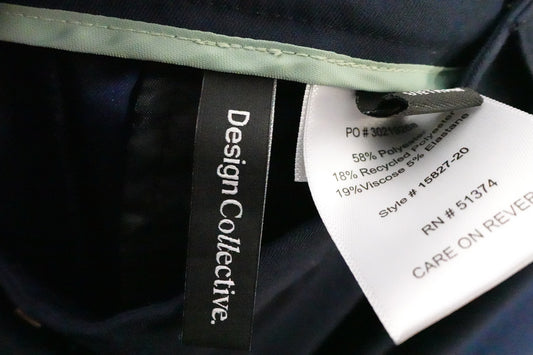 Design Collective.
PO # 30216
58% Polyester
18% Recycled Polyester
19%Viscose 5% Elastane
Style # 15827-20
RN # 51374
CARE ON REVER